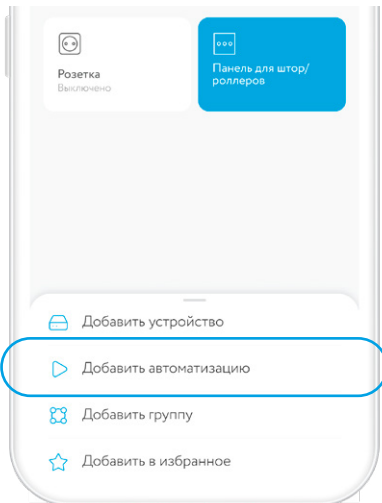 Розетка
Выключено
Панель для штор/
роллеров
Добавить устройство
Добавить автоматизацию
Добавить группу
Добавить в избранное